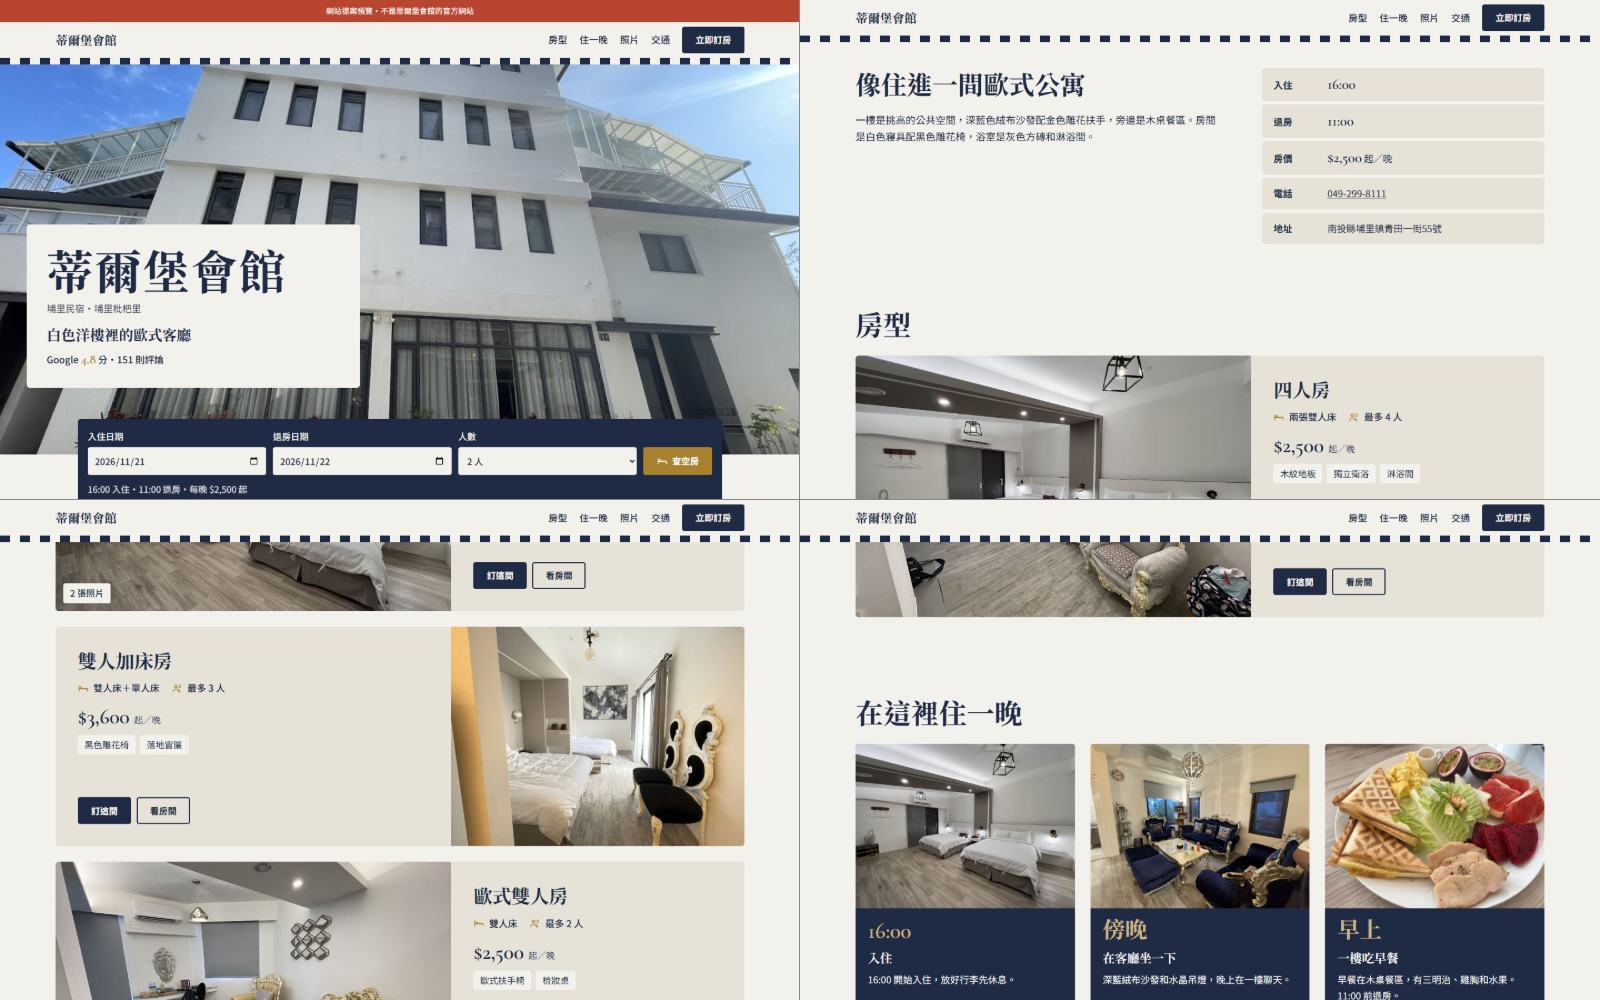 網站提案預覽・不是蒂爾堡會館的官方網站
蒂爾堡會館
房型 住一晚 照片 交通 立即訂房
蒂爾堡會館
埔里民宿・埔里枇杷里
白色洋樓裡的歐式客廳
Google 4.8 分・151 則評論
入住日期 退房日期 人數
2026/11/21 2026/11/22 2 人 查空房
16:00 入住・11:00 退房・每晚 $2,500 起
蒂爾堡會館
房型 住一晚 照片 交通 立即訂房
像住進一間歐式公寓
一樓是挑高的公共空間，深藍色絨布沙發配金色雕花扶手，旁邊是木桌餐區。房間
是白色寢具配黑色雕花椅，浴室是灰色方磚和淋浴間。
入住 16:00
退房 11:00
房價 $2,500 起／晚
電話 049-299-8111
地址 南投縣埔里鎮青田一街55號
房型
四人房
兩張雙人床 最多 4 人
$2,500 起／晚
木紋地板 獨立衛浴 淋浴間
蒂爾堡會館
房型 住一晚 照片 交通 立即訂房
2 張照片
訂這間 看房間
雙人加床房
雙人床＋單人床 最多 3 人
$3,600 起／晚
黑色雕花椅 落地窗簾
訂這間 看房間
歐式雙人房
雙人床 最多 2 人
$2,500 起／晚
歐式扶手椅 梳妝桌
蒂爾堡會館
房型 住一晚 照片 交通 立即訂房
訂這間 看房間
在這裡住一晚
16:00
入住
16:00 開始入住，放好行李先休息。
傍晚
在客廳坐一下
深藍絨布沙發和水晶吊燈，晚上在一樓聊天。
早上
一樓吃早餐
早餐在木桌餐區，有三明治、雞胸和水果。
11:00 前退房。